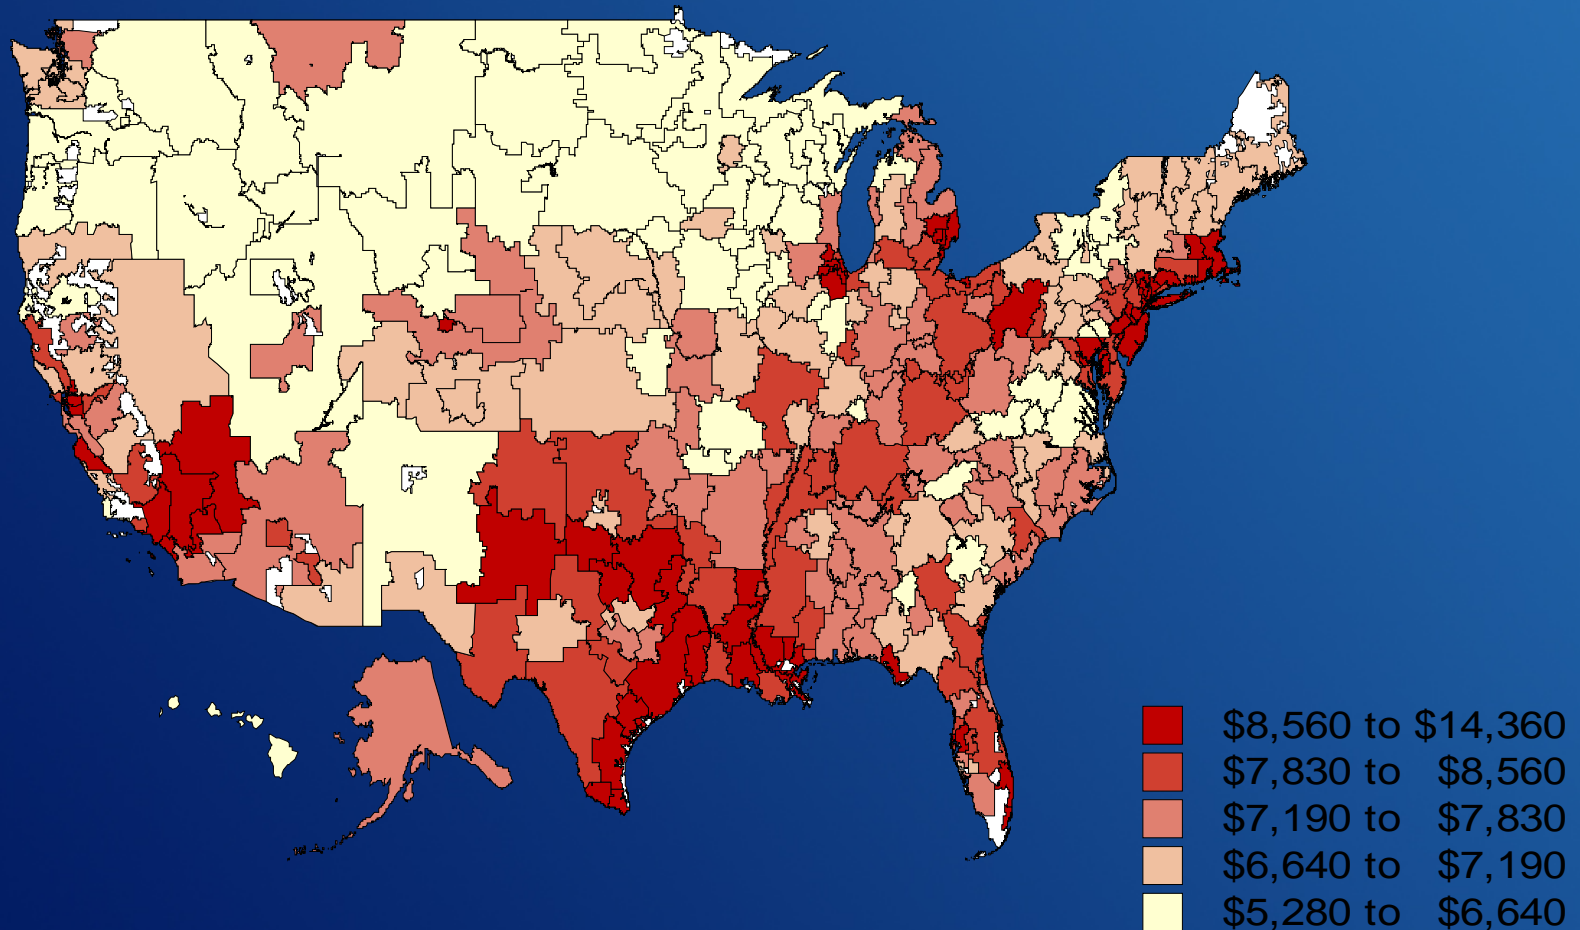 $8,560 to $14,360
$7,830 to $8,560
$7,190 to $7,830
$6,640 to $7,190
$5,280 to $6,640